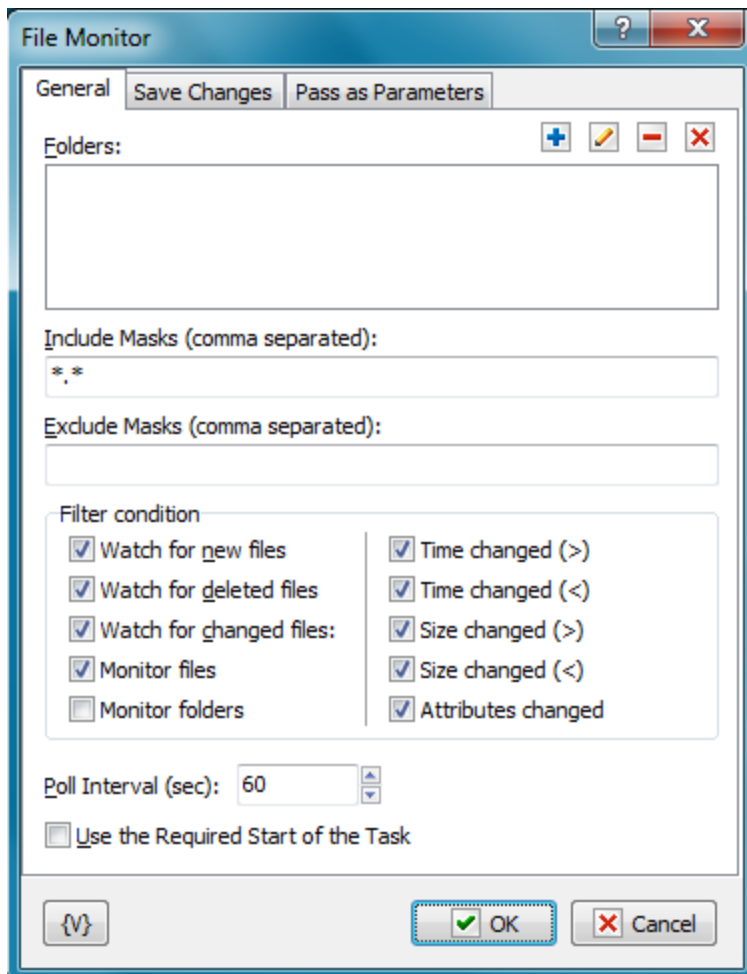 File Monitor
?
General Save Changes Pass as Parameters
Folders:
Include Masks (comma separated):
*.*
Exclude Masks (comma separated):
Filter condition
Watch for new files
Watch for deleted files
Watch for changed files:
Monitor files
Monitor folders
Time changed (>)
Time changed (<)
Size changed (>)
Size changed (<)
Attributes changed
Poll Interval (sec): 60
Use the Required Start of the Task
{V} OK Cancel